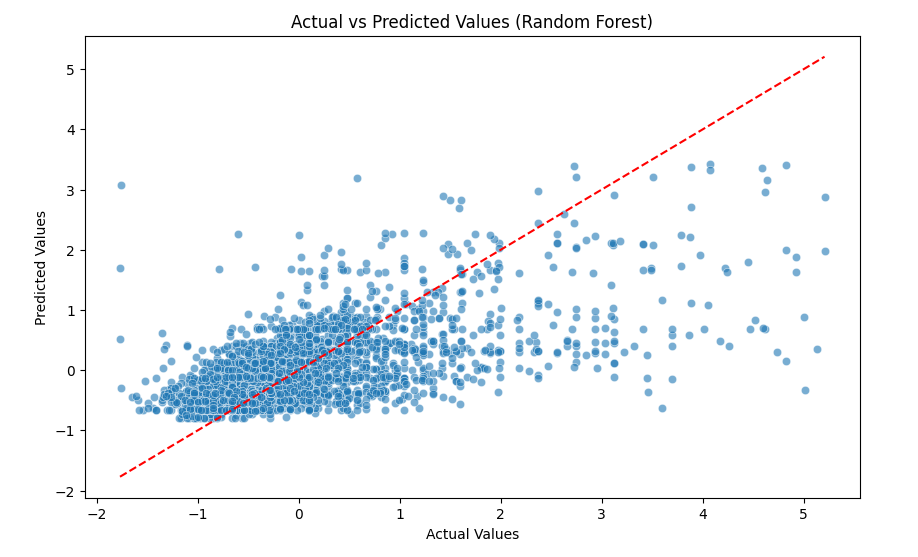 Actual vs Predicted Values (Random Forest)
Predicted Values
5
4
3
2
1
0
−1
−2
−2 −1 0 1 2 3 4 5
Actual Values